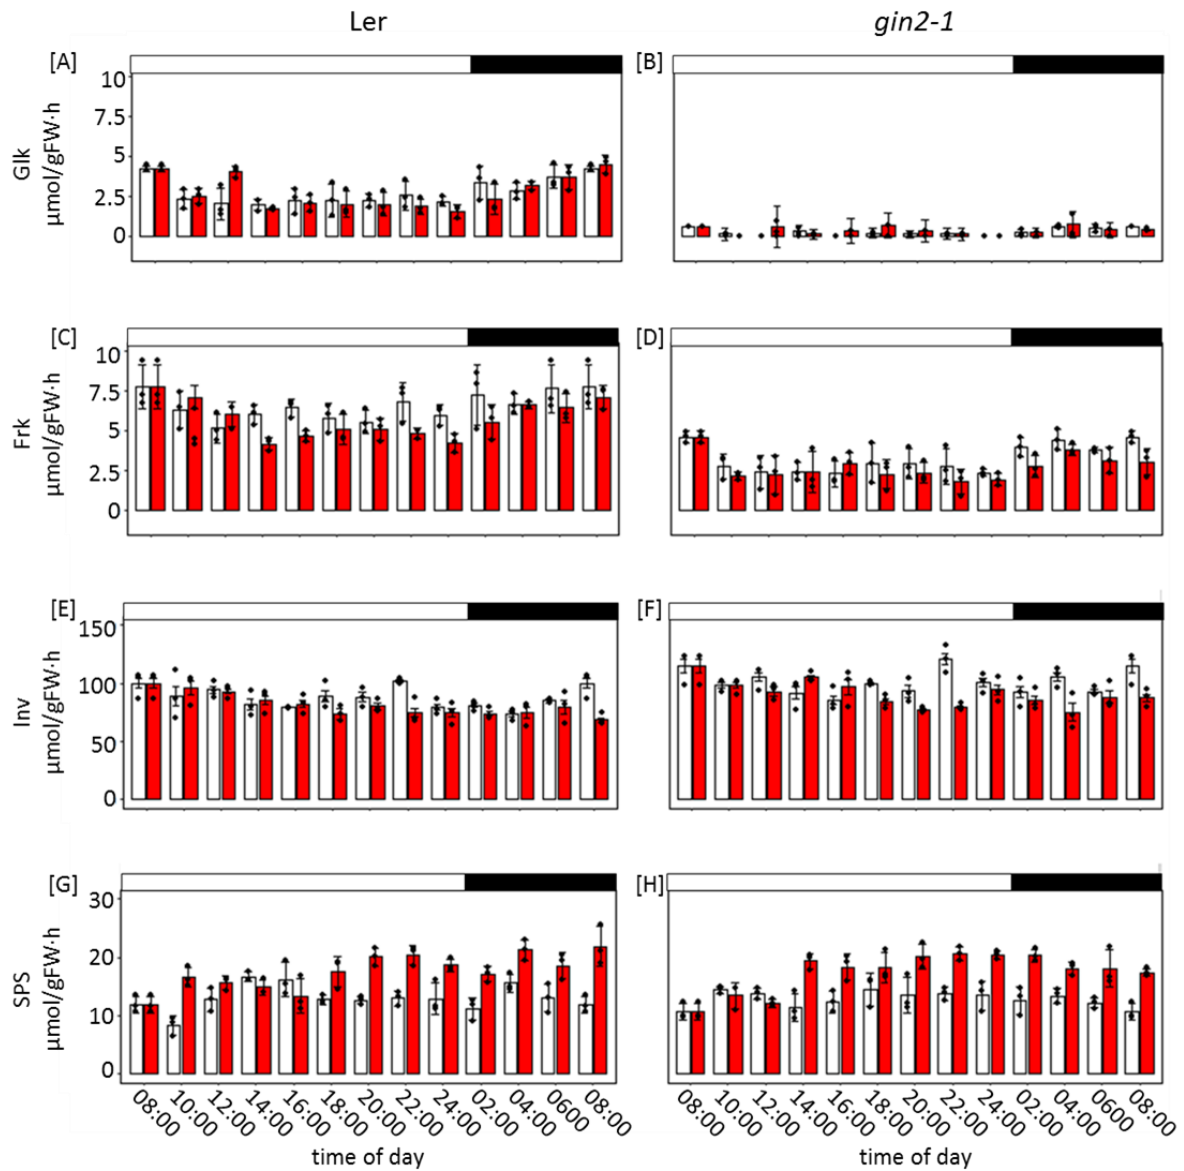 Ler gin2-1
[A] [B]
10
7.5
5
2.5
0
Glk
µmol/gFW·h
[C] [D]
10
7.5
5
2.5
0
Frk
µmol/gFW·h
[E] [F]
150
100
50
0
Inv
µmol/gFW·h
[G] [H]
30
20
10
0
SPS
µmol/gFW·h
08:00 10:00 12:00 14:00 16:00 18:00 20:00 22:00 24:00 02:00 04:00 0600 08:00
08:00 10:00 12:00 14:00 16:00 18:00 20:00 22:00 24:00 02:00 04:00 0600 08:00
time of day time of day